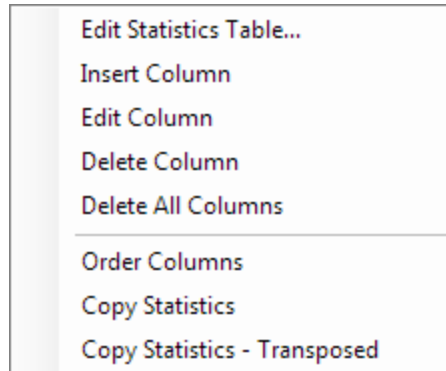 Edit Statistics Table...
Insert Column
Edit Column
Delete Column
Delete All Columns
Order Columns
Copy Statistics
Copy Statistics - Transposed